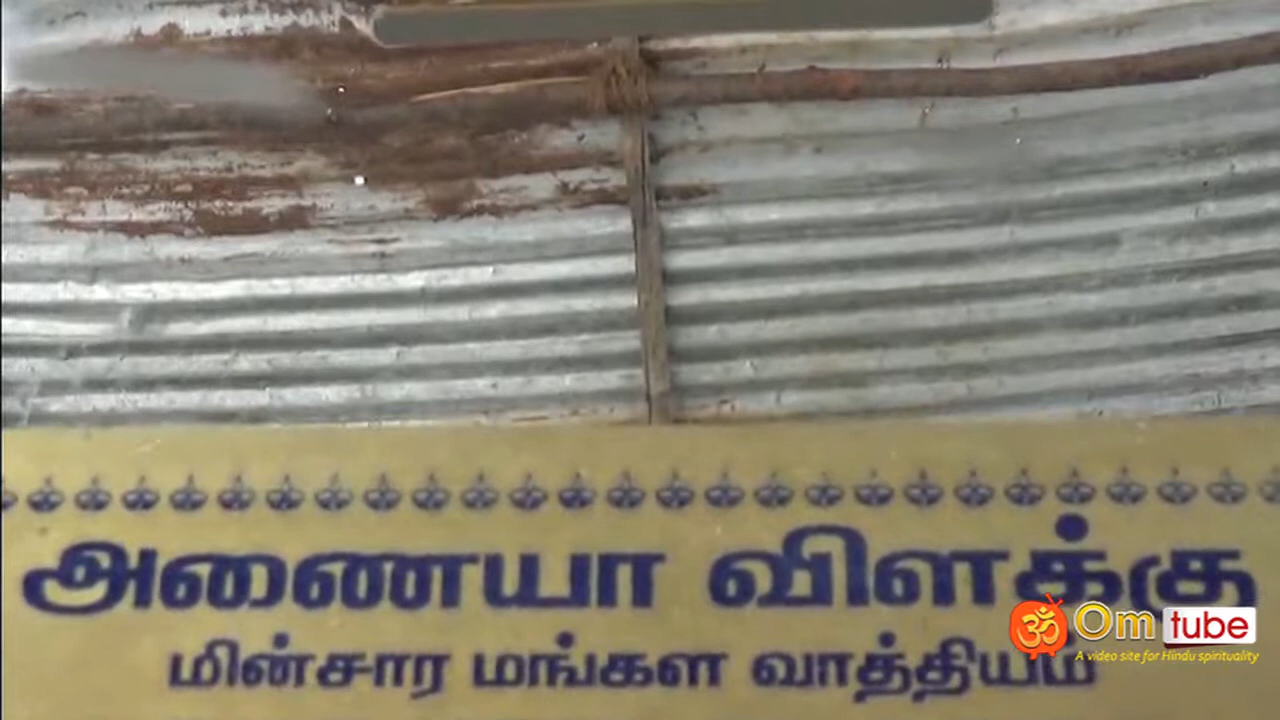 அணையா விளக்கு
மின்சார மங்கள வாத்தியம்
ॐ Om tube
A video site for Hindu spirituality